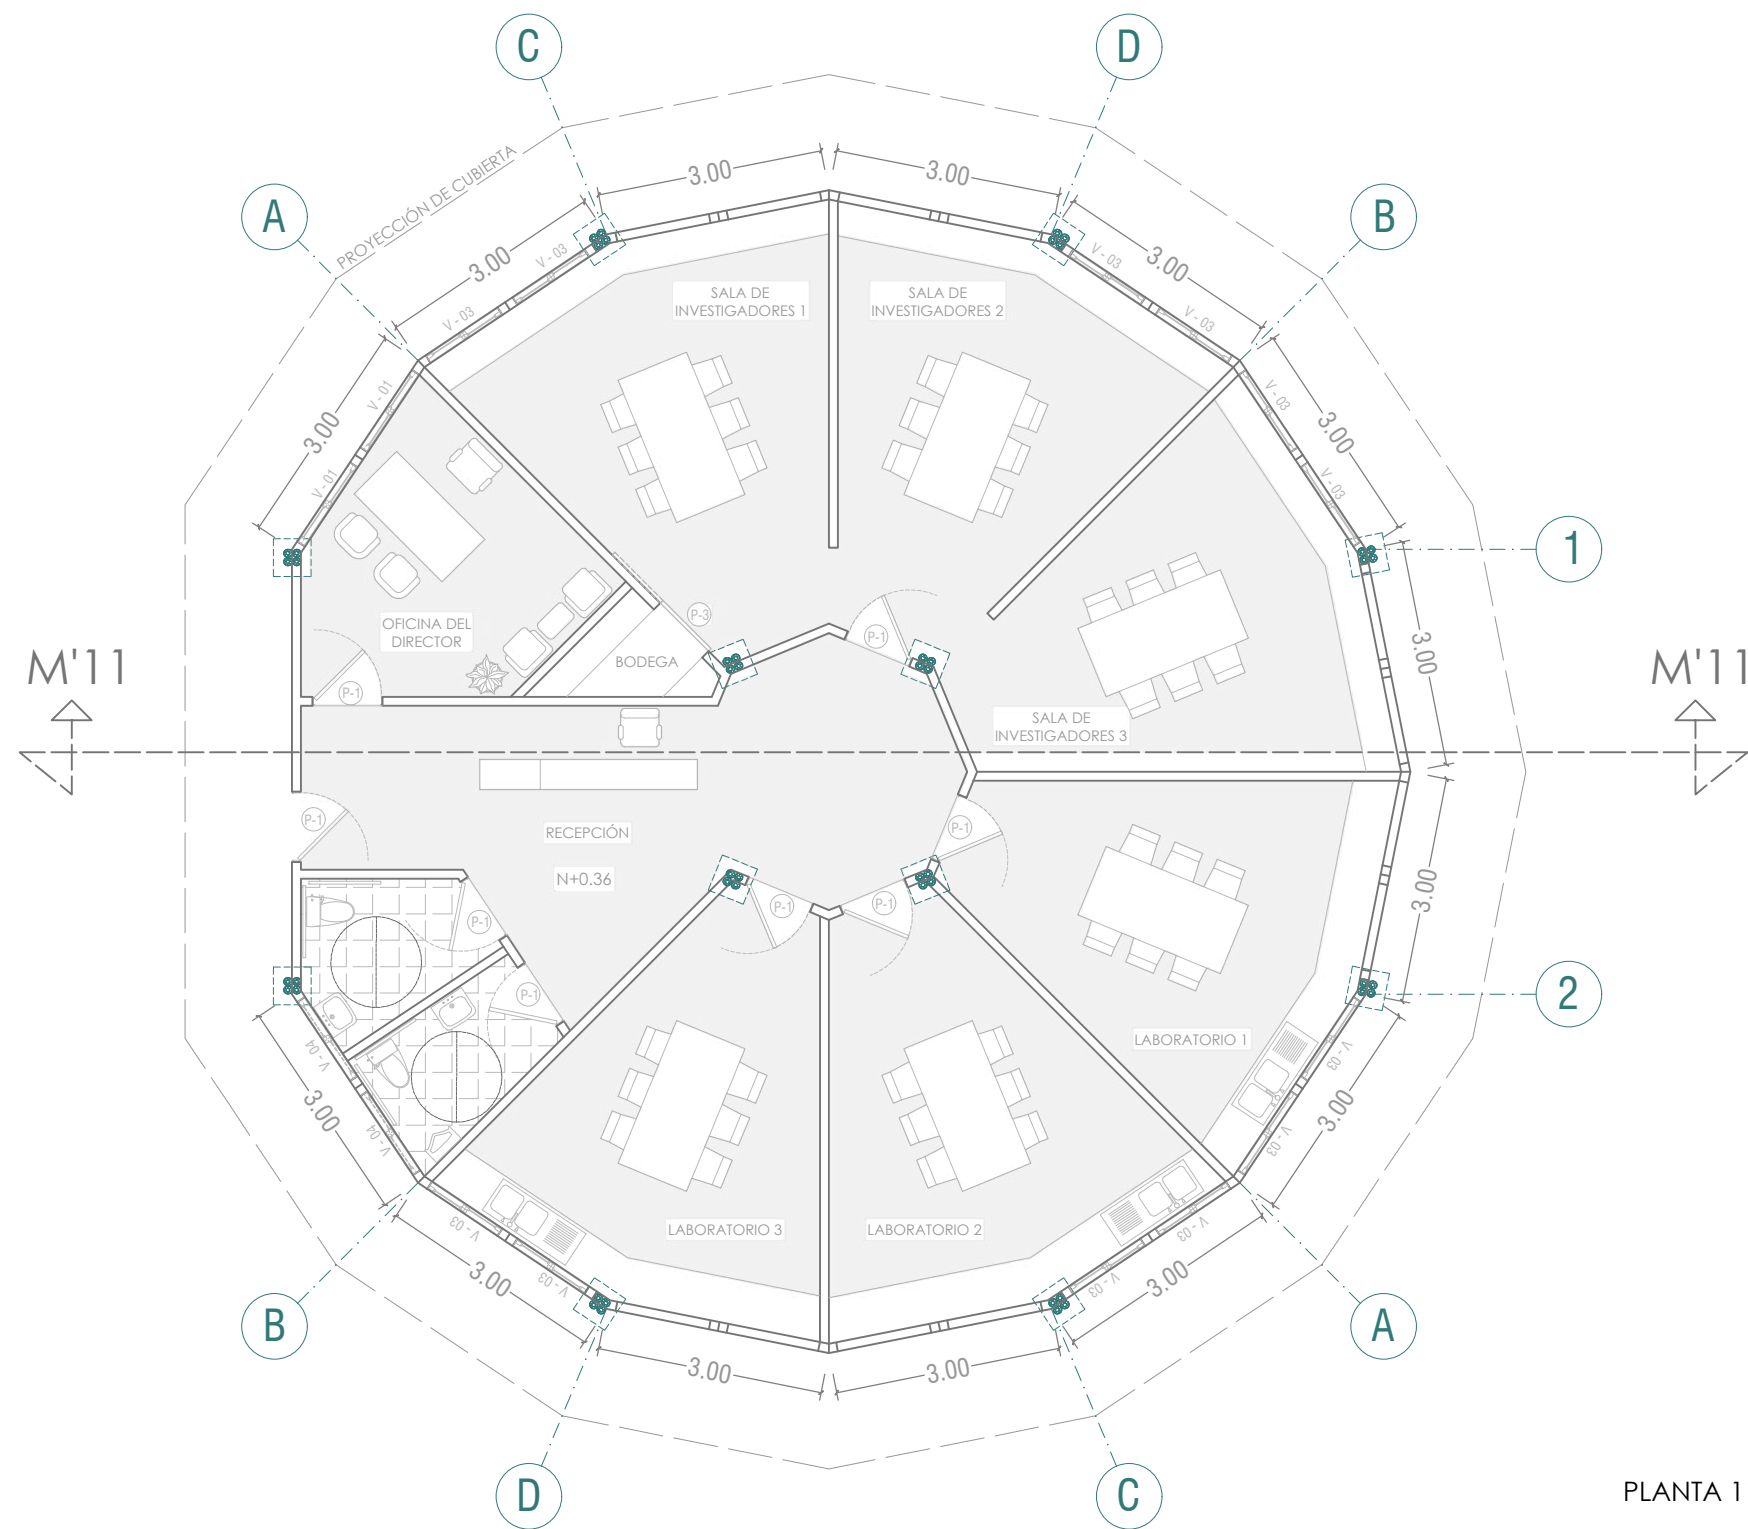 C
D
A
B
PROYECCIÓN DE CUBIERTA
3.00
3.00
3.00
3.00
V - 03
V - 03
V - 03
V - 03
SALA DE
INVESTIGADORES 1
SALA DE
INVESTIGADORES 2
3.00
V - 01
V - 01
V - 03
V - 03
3.00
1
OFICINA DEL
DIRECTOR
P-3
P-1
BODEGA
P-1
3.00
M'11
M'11
SALA DE
INVESTIGADORES 3
P-1
RECEPCIÓN
P-1
N+0.36
P-1
P-1
P-1
3.00
P-1
2
V - 04
V - 04
3.00
LABORATORIO 1
V - 03
V - 03
3.00
LABORATORIO 3
LABORATORIO 2
V - 03
V - 03
V - 03
V - 03
3.00
3.00
B
A
3.00
3.00
D
C
PLANTA 1